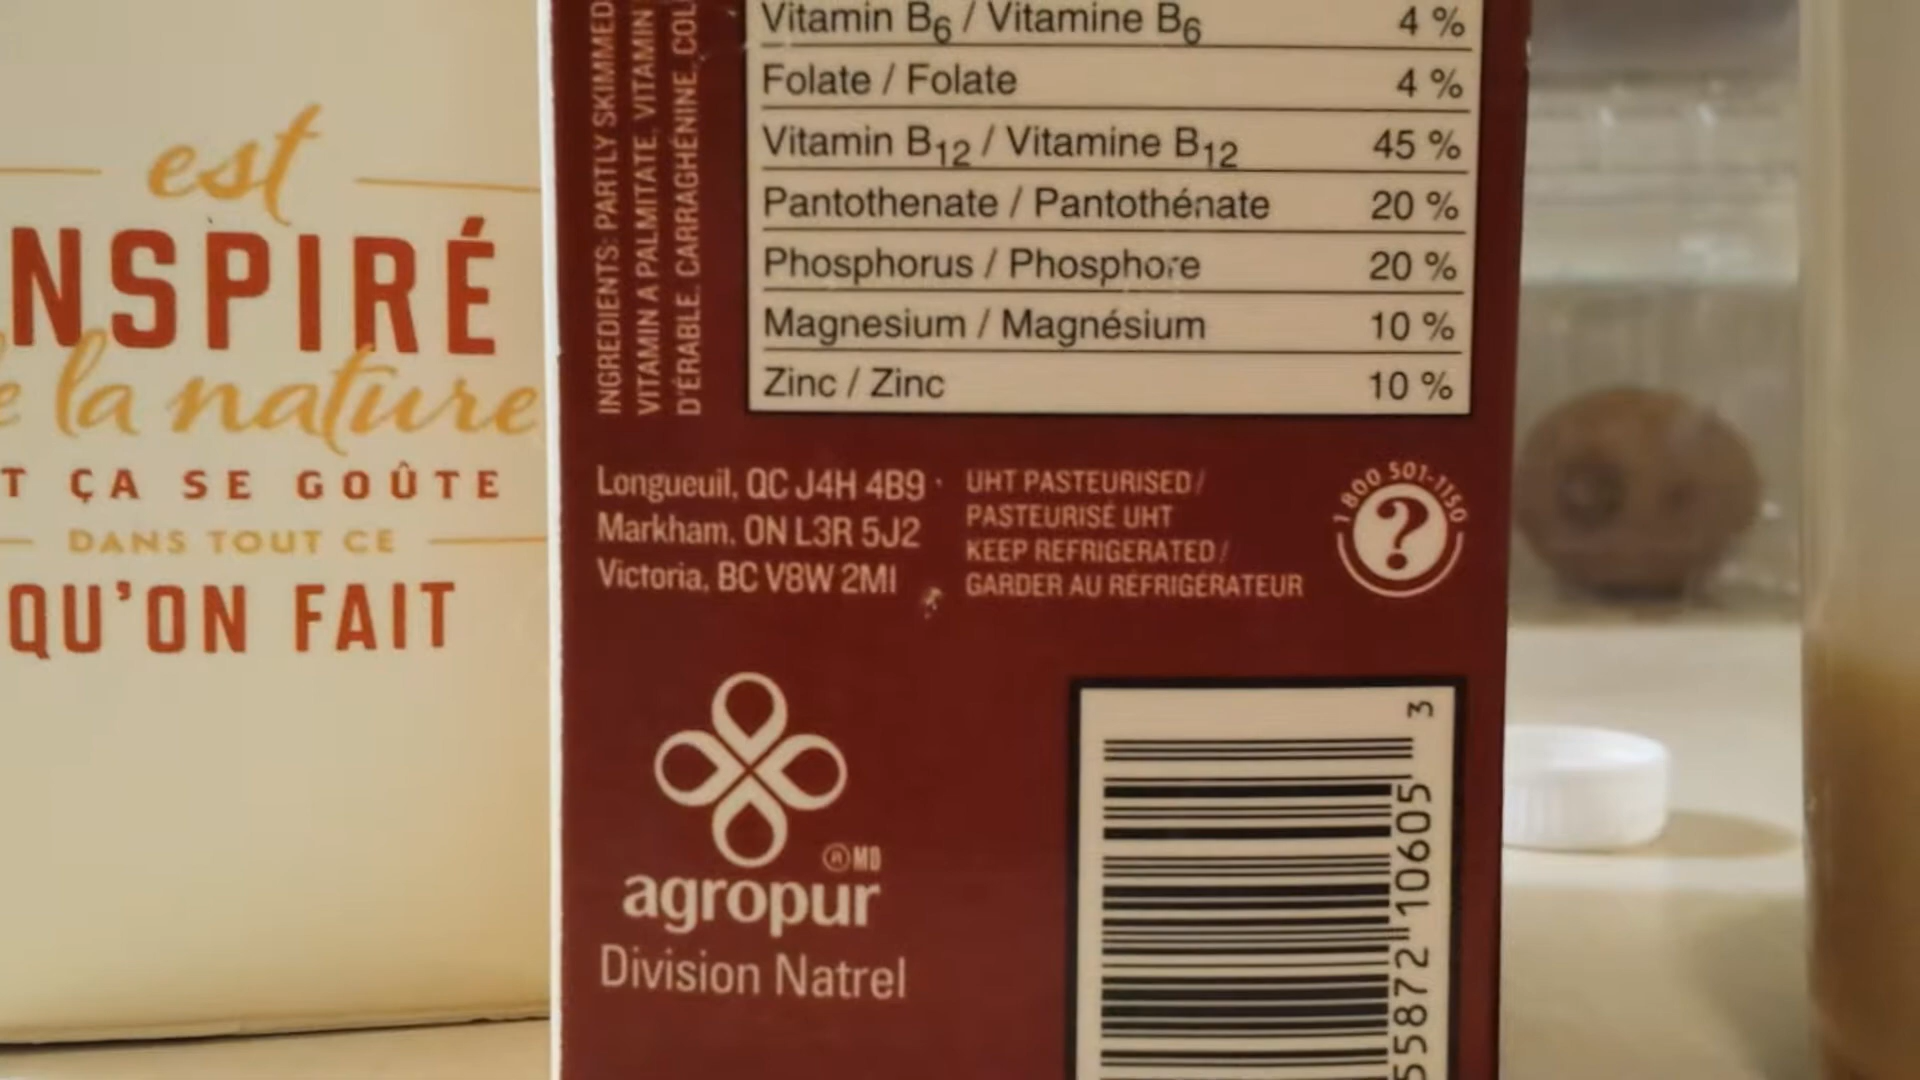 est
NSPIRÉ
e la nature
T ÇA SE GOÛTE
DANS TOUT CE
QU'ON FAIT
INGREDIENTS: PARTLY SKIMMED
VITAMIN A PALMITATE, VITAMIN
D'ÉRABLE, CARRAGHÉNINE, COL
Vitamin B6 / Vitamine B6 4 %
Folate / Folate 4 %
Vitamin B12 / Vitamine B12 45 %
Pantothenate / Pantothénate 20 %
Phosphorus / Phosphore 20 %
Magnesium / Magnésium 10 %
Zinc / Zinc 10 %
Longueuil, QC J4H 4B9
Markham, ON L3R 5J2
Victoria, BC V8W 2M1
UHT PASTEURISED/
PASTEURISÉ UHT
KEEP REFRIGERATED/
GARDER AU RÉFRIGÉRATEUR
1 800 501-1150
?
®MD
agropur
Division Natrel
55872 10605 3